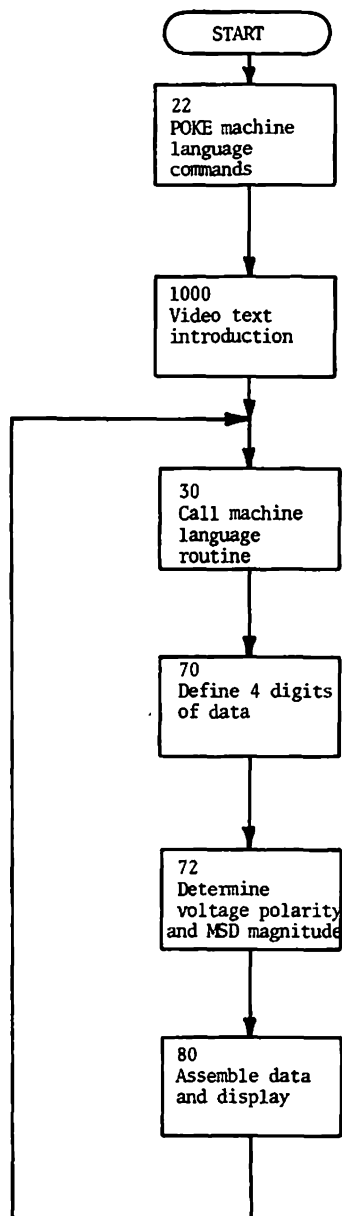 START
22
POKE machine
language
commands
1000
Video text
introduction
30
Call machine
language
routine
70
Define 4 digits
of data
72
Determine
voltage polarity
and MSD magnitude
80
Assemble data
and display